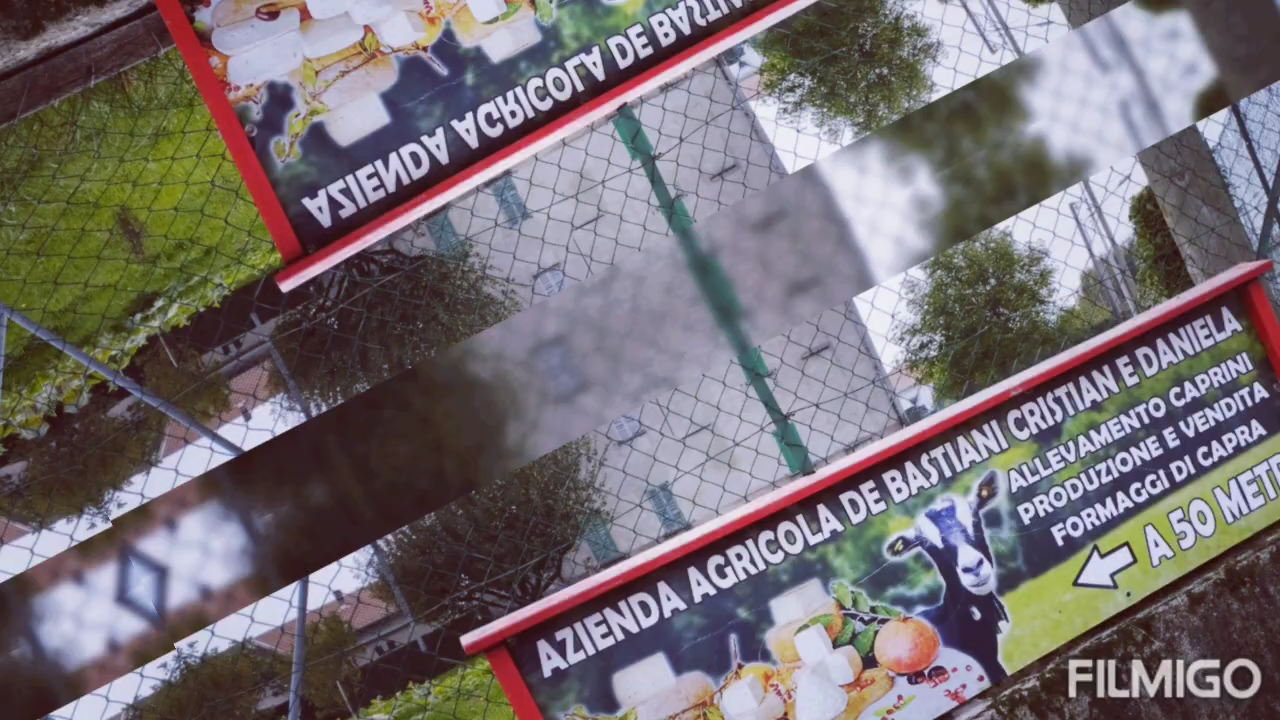 AZIENDA AGRICOLA DE BASTIA
AZIENDA AGRICOLA DE BASTIANI CRISTIAN E DANIELA
ALLEVAMENTO CAPRINI
PRODUZIONE E VENDITA
FORMAGGI DI CAPRA
A 50 METR
FILMIGO